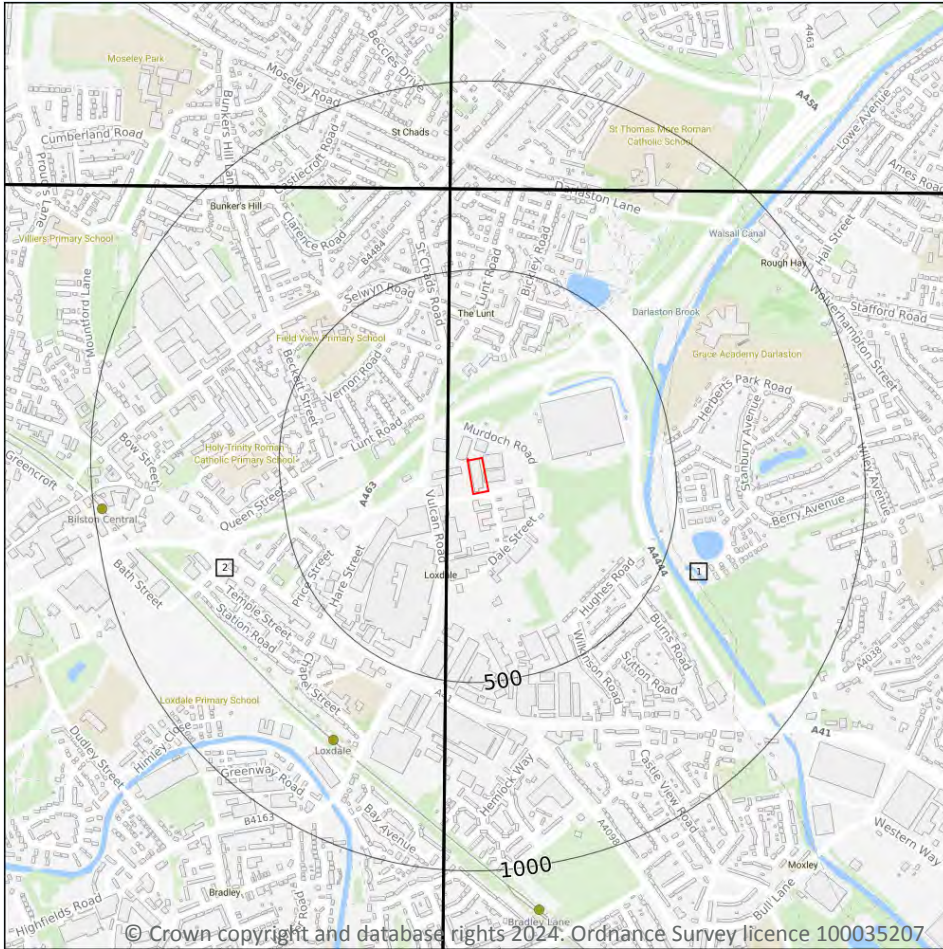 Moseley Park
Moseley Road
Beccles Drive
A463
A454
Lowe Avenue
Bunkers Hill Lane
Cumberland Road
St Chads
St Thomas More Roman
Catholic School
Prouds Lane
Castlecroft Road
Ames Road
Darlaston Lane
Bunker's Hill
Clarence Road
Villiers Primary School
B4484
St Chads Road
Lunt Road
Bickley Road
Walsall Canal
Hall Street
Rough Hay
Mountford Lane
Selwyn Road
The Lunt
Darlaston Brook
Wolverhampton Street
Stafford Road
Field View Primary School
Grace Academy Darlaston
Beckett Street
Vernon Road
Herberts Park Road
Stanbury Avenue
Lunt Road
Murdoch Road
Bow Street
Holy Trinity Roman
Catholic Primary School
Hiley Avenue
Greencroft
Queen Street
A463
Vulcan Road
Berry Avenue
Bilston Central
Dale Street
Bath Street
2
Price Street
Hare Street
Loxdale
A4444
1
Temple Street
Station Road
Hughes Road
Burns Road
Wilkinson Road
Sutton Road
A4038
Chapel Street
500
Loxdale Primary School
A41
A41
Dudley Street
Himley Close
Loxdale
Greenway Road
Hemlock Way
Castle View Road
B4163
Bay Avenue
A4098
Western Way
1000
Moxley
Bradley
Bull Lane
Highfields Road
Bradley Lane
© Crown copyright and database rights 2024. Ordnance Survey licence 100035207